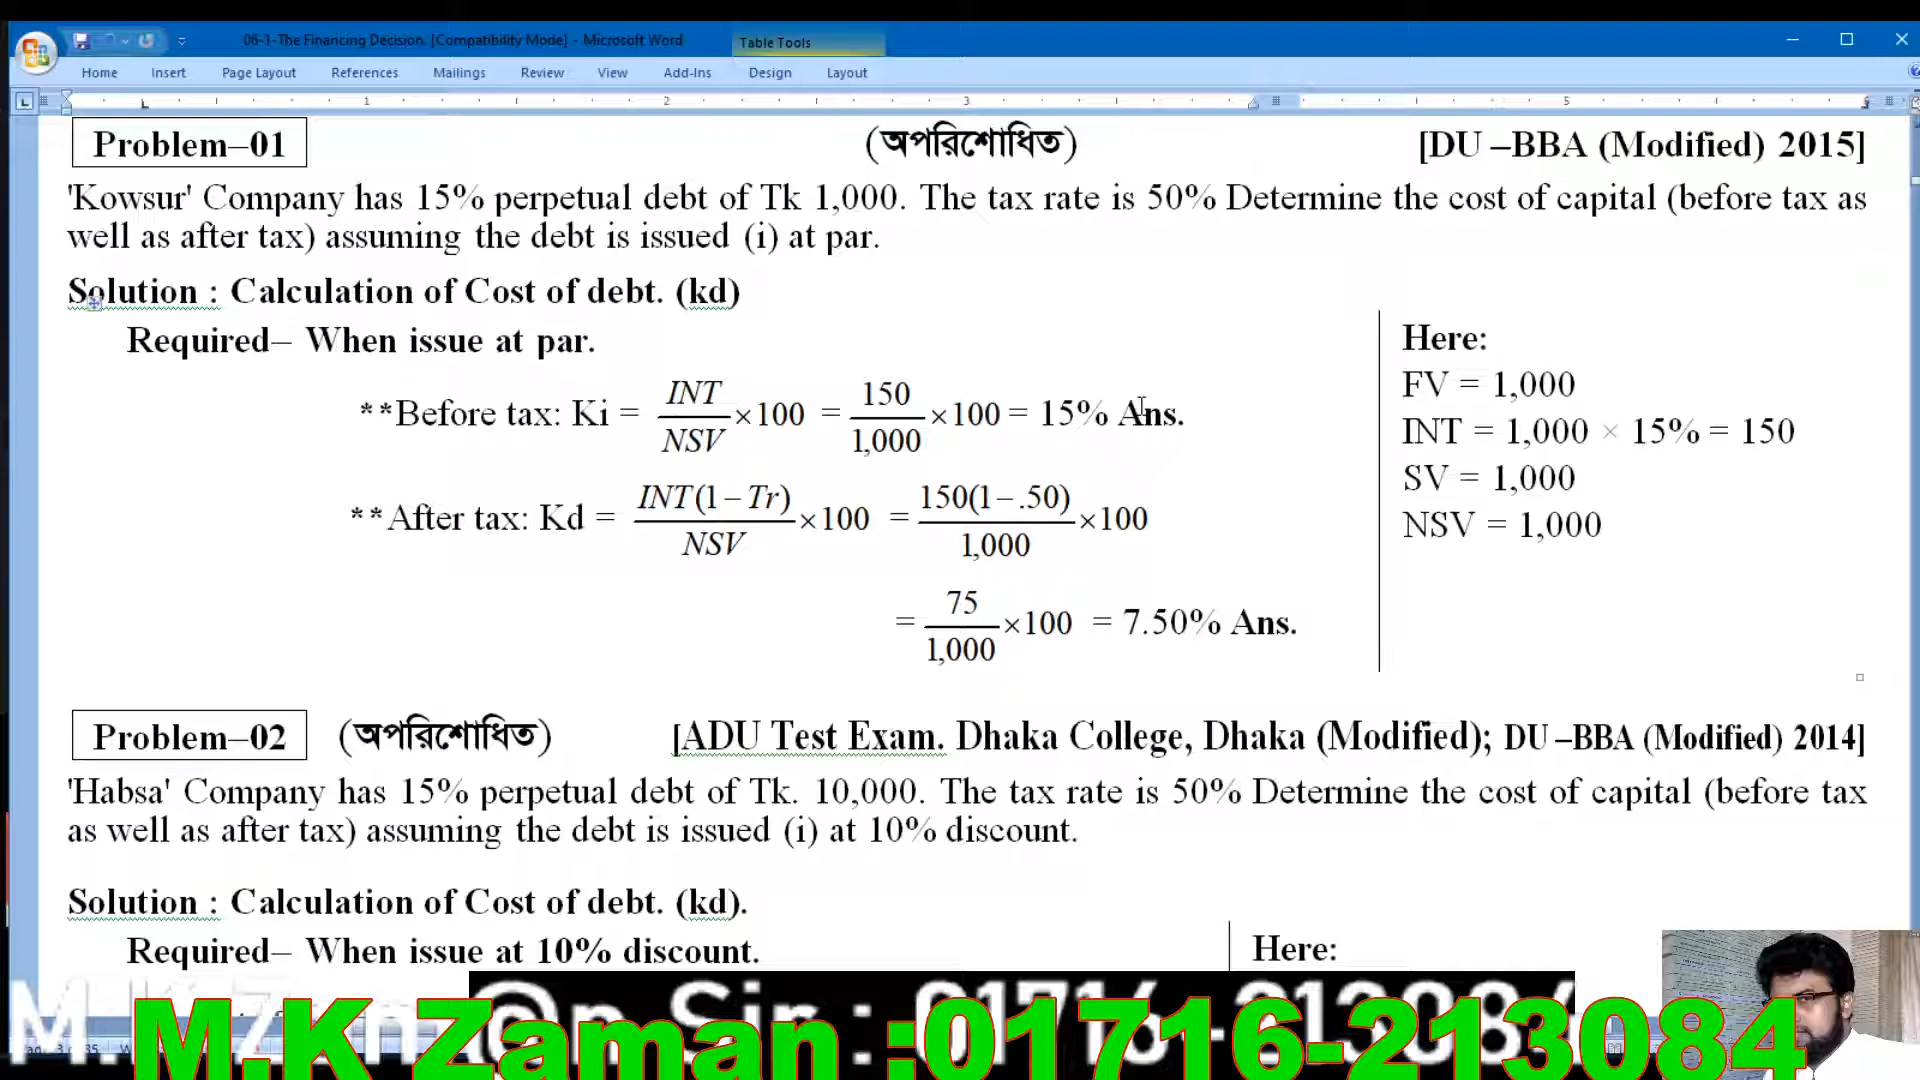 06-1-The Financing Decision. [Compatibility Mode] - Microsoft Word
Table Tools
Home Insert Page Layout References Mailings Review View Add-Ins Design Layout
1 2 3 5
Problem–01 (অপরিশোধিত) [DU –BBA (Modified) 2015]
'Kowsur' Company has 15% perpetual debt of Tk 1,000. The tax rate is 50% Determine the cost of capital (before tax as
well as after tax) assuming the debt is issued (i) at par.
Solution : Calculation of Cost of debt. (kd)
Required– When issue at par.
**Before tax: Ki = INT/NSV ×100 = 150/1,000 ×100 = 15% Ans.
**After tax: Kd = INT(1−Tr)/NSV ×100 = 150(1−.50)/1,000 ×100
= 75/1,000 ×100 = 7.50% Ans.
Here:
FV = 1,000
INT = 1,000 × 15% = 150
SV = 1,000
NSV = 1,000
Problem–02 (অপরিশোধিত) [ADU Test Exam. Dhaka College, Dhaka (Modified); DU –BBA (Modified) 2014]
'Habsa' Company has 15% perpetual debt of Tk. 10,000. The tax rate is 50% Determine the cost of capital (before tax
as well as after tax) assuming the debt is issued (i) at 10% discount.
Solution : Calculation of Cost of debt. (kd).
Required– When issue at 10% discount.
Here:
M.K Zaman :01716-213084